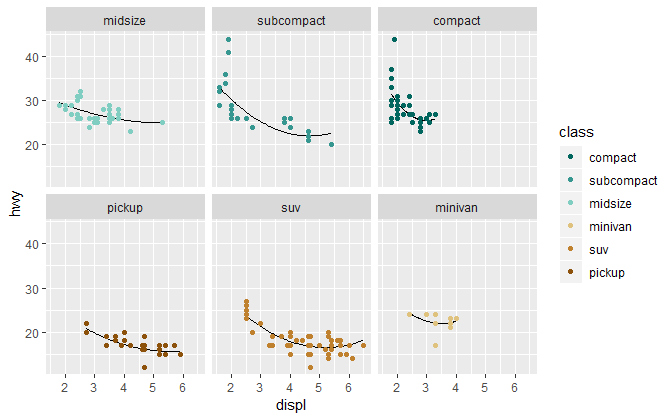 midsize subcompact compact
40
30
20
class
compact
subcompact
midsize
minivan
suv
pickup
hwy
pickup suv minivan
40
30
20
2 3 4 5 6 2 3 4 5 6 2 3 4 5 6
displ